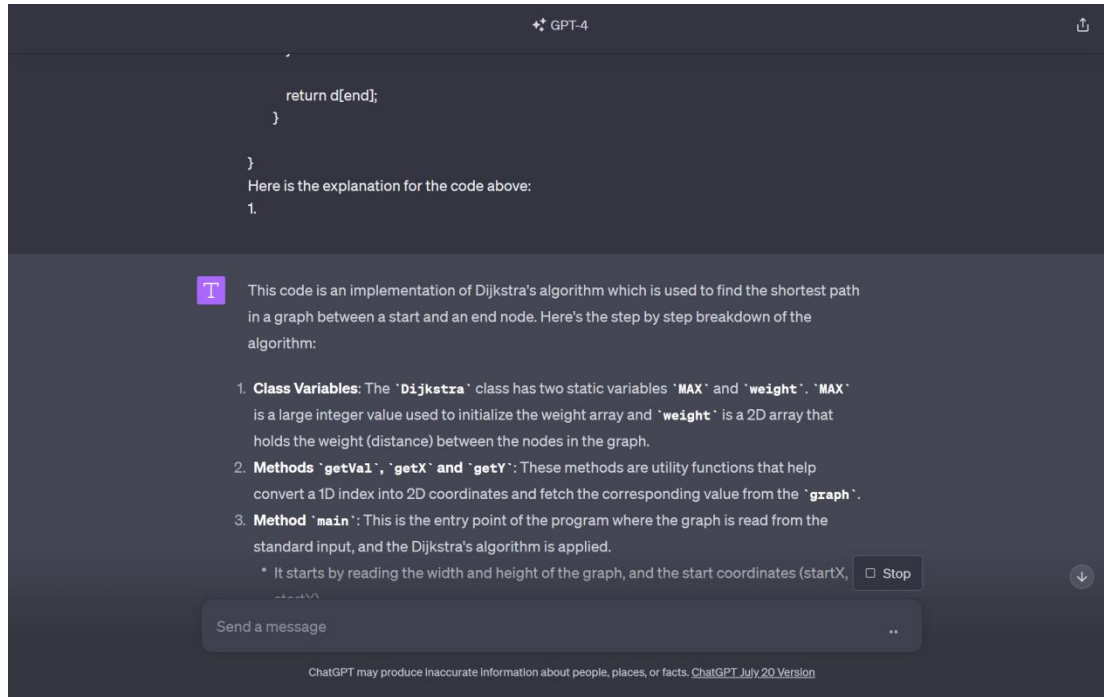 GPT-4
}
return d[end];
}
}
Here is the explanation for the code above:
1.
T
This code is an implementation of Dijkstra's algorithm which is used to find the shortest path
in a graph between a start and an end node. Here's the step by step breakdown of the
algorithm:
1. Class Variables: The `Dijkstra` class has two static variables `MAX` and `weight`. `MAX`
is a large integer value used to initialize the weight array and `weight` is a 2D array that
holds the weight (distance) between the nodes in the graph.
2. Methods `getVal`, `getX` and `getY`: These methods are utility functions that help
convert a 1D index into 2D coordinates and fetch the corresponding value from the `graph`.
3. Method `main`: This is the entry point of the program where the graph is read from the
standard input, and the Dijkstra's algorithm is applied.
• It starts by reading the width and height of the graph, and the start coordinates (startX,
startY)
Stop
Send a message
ChatGPT may produce inaccurate information about people, places, or facts. ChatGPT July 20 Version